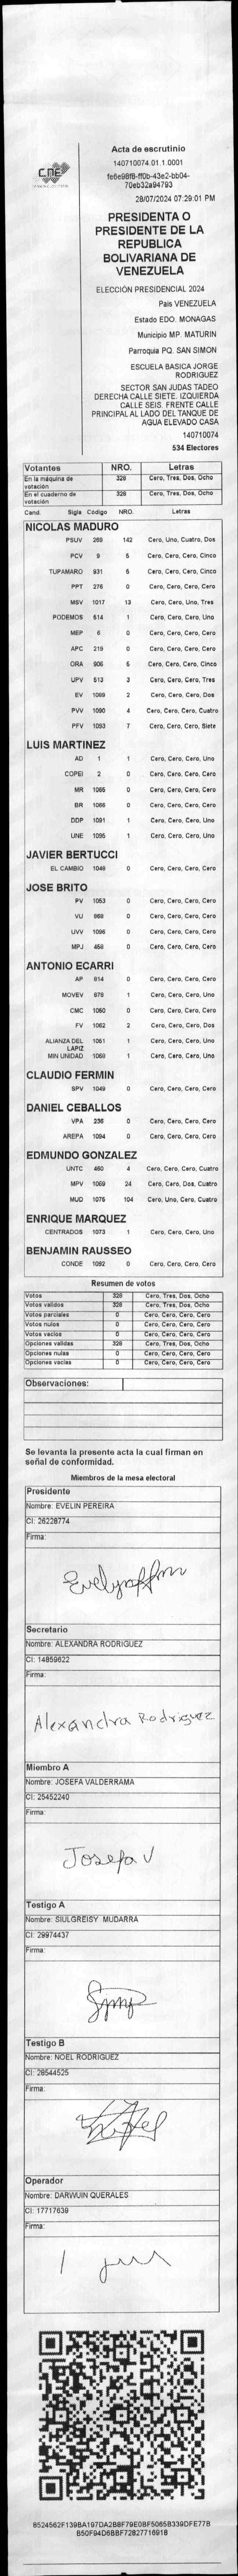 CNE
Acta de escrutinio
140710074.01.1.0001
fe6e98f8-ff0b-43e2-bb04-
70eb32a94793
28/07/2024 07:29:01 PM
PRESIDENTA O
PRESIDENTE DE LA
REPUBLICA
BOLIVARIANA DE
VENEZUELA
ELECCIÓN PRESIDENCIAL 2024
Pais VENEZUELA
Estado EDO. MONAGAS
Municipio MP. MATURIN
Parroquia PQ. SAN SIMON
ESCUELA BASICA JORGE
RODRIGUEZ
SECTOR SAN JUDAS TADEO
DERECHA CALLE SIETE. IZQUIERDA
CALLE SEIS. FRENTE CALLE
PRINCIPAL AL LADO DEL TANQUE DE
AGUA ELEVADO CASA
140710074
534 Electores
Votantes NRO. Letras
En la máquina de votación 328 Cero, Tres, Dos, Ocho
En el cuaderno de votación 328 Cero, Tres, Dos, Ocho
Cand. Sigla Código NRO. Letras
NICOLAS MADURO
PSUV 268 142 Cero, Uno, Cuatro, Dos
PCV 9 5 Cero, Cero, Cero, Cinco
TUPAMARO 931 5 Cero, Cero, Cero, Cinco
PPT 276 0 Cero, Cero, Cero, Cero
MSV 1017 13 Cero, Cero, Uno, Tres
PODEMOS 614 1 Cero, Cero, Cero, Uno
MEP 6 0 Cero, Cero, Cero, Cero
APC 219 0 Cero, Cero, Cero, Cero
ORA 906 5 Cero, Cero, Cero, Cinco
UPV 613 3 Cero, Cero, Cero, Tres
EV 1089 2 Cero, Cero, Cero, Dos
PVV 1090 4 Cero, Cero, Cero, Cuatro
PFV 1093 7 Cero, Cero, Cero, Siete
LUIS MARTINEZ
AD 1 1 Cero, Cero, Cero, Uno
COPEI 2 0 Cero, Cero, Cero, Cero
MR 1065 0 Cero, Cero, Cero, Cero
BR 1066 0 Cero, Cero, Cero, Cero
DDP 1091 1 Cero, Cero, Cero, Uno
UNE 1095 1 Cero, Cero, Cero, Uno
JAVIER BERTUCCI
EL CAMBIO 1048 0 Cero, Cero, Cero, Cero
JOSE BRITO
PV 1053 0 Cero, Cero, Cero, Cero
VU 968 0 Cero, Cero, Cero, Cero
UVV 1096 0 Cero, Cero, Cero, Cero
MPJ 458 0 Cero, Cero, Cero, Cero
ANTONIO ECARRI
AP 814 0 Cero, Cero, Cero, Cero
MOVEV 878 1 Cero, Cero, Cero, Uno
CMC 1050 0 Cero, Cero, Cero, Cero
FV 1062 2 Cero, Cero, Cero, Dos
ALIANZA DEL LAPIZ 1051 1 Cero, Cero, Cero, Uno
MIN UNIDAD 1059 1 Cero, Cero, Cero, Uno
CLAUDIO FERMIN
SPV 1049 0 Cero, Cero, Cero, Cero
DANIEL CEBALLOS
VPA 236 0 Cero, Cero, Cero, Cero
AREPA 1094 0 Cero, Cero, Cero, Cero
EDMUNDO GONZALEZ
UNTC 460 4 Cero, Cero, Cero, Cuatro
MPV 1069 24 Cero, Cero, Dos, Cuatro
MUD 1075 104 Cero, Uno, Cero, Cuatro
ENRIQUE MARQUEZ
CENTRADOS 1073 1 Cero, Cero, Cero, Uno
BENJAMIN RAUSSEO
CONDE 1092 0 Cero, Cero, Cero, Cero
Resumen de votos
Votos 328 Cero, Tres, Dos, Ocho
Votos validos 328 Cero, Tres, Dos, Ocho
Votos parciales 0 Cero, Cero, Cero, Cero
Votos nulos 0 Cero, Cero, Cero, Cero
Votos vacios 0 Cero, Cero, Cero, Cero
Opciones validas 328 Cero, Tres, Dos, Ocho
Opciones nulas 0 Cero, Cero, Cero, Cero
Opciones vacias 0 Cero, Cero, Cero, Cero
Observaciones:
Se levanta la presente acta la cual firman en
señal de conformidad.
Miembros de la mesa electoral
Presidente
Nombre: EVELIN PEREIRA
CI: 26228774
Firma:
Secretario
Nombre: ALEXANDRA RODRIGUEZ
CI: 14859622
Firma:
Alexandra Rodriguez
Miembro A
Nombre: JOSEFA VALDERRAMA
CI: 25452240
Firma:
Josefa V
Testigo A
Nombre: SIULGREISY MUDARRA
CI: 29974437
Firma:
Testigo B
Nombre: NOEL RODRIGUEZ
CI: 28544525
Firma:
Operador
Nombre: DARWUIN QUERALES
CI: 17717639
Firma:
8524562F139BA197DA2B8F79E0BF5065B339DFE77B
B50F94D6BBF72827716918